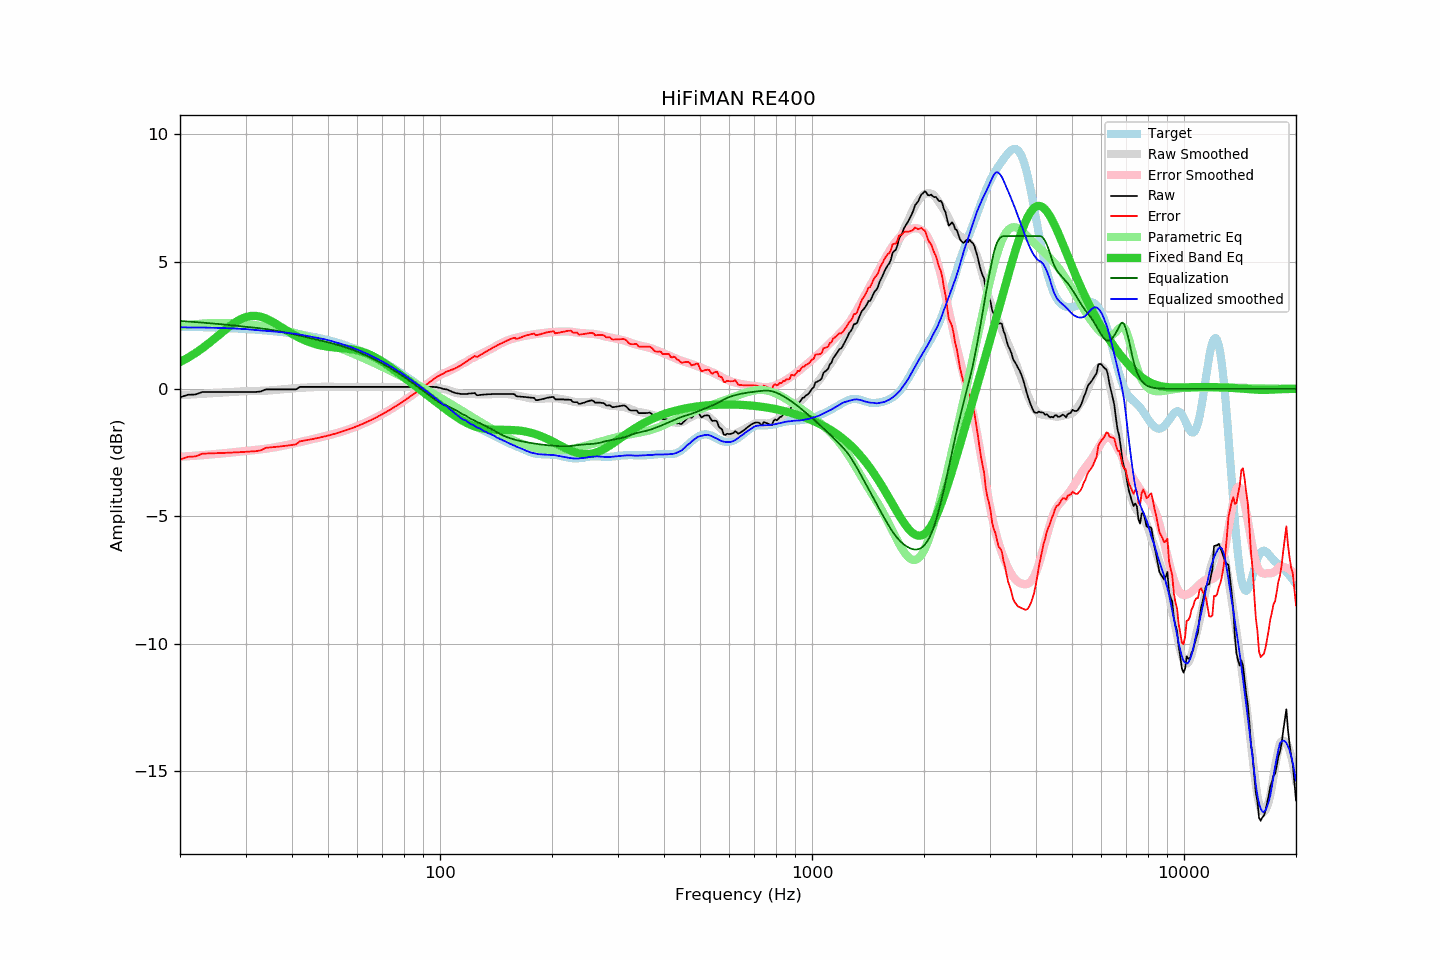 HiFiMAN RE400
10
5
0
−5
−10
−15
Amplitude (dBr)
100
1000
10000
Frequency (Hz)
Target
Raw Smoothed
Error Smoothed
Raw
Error
Parametric Eq
Fixed Band Eq
Equalization
Equalized smoothed